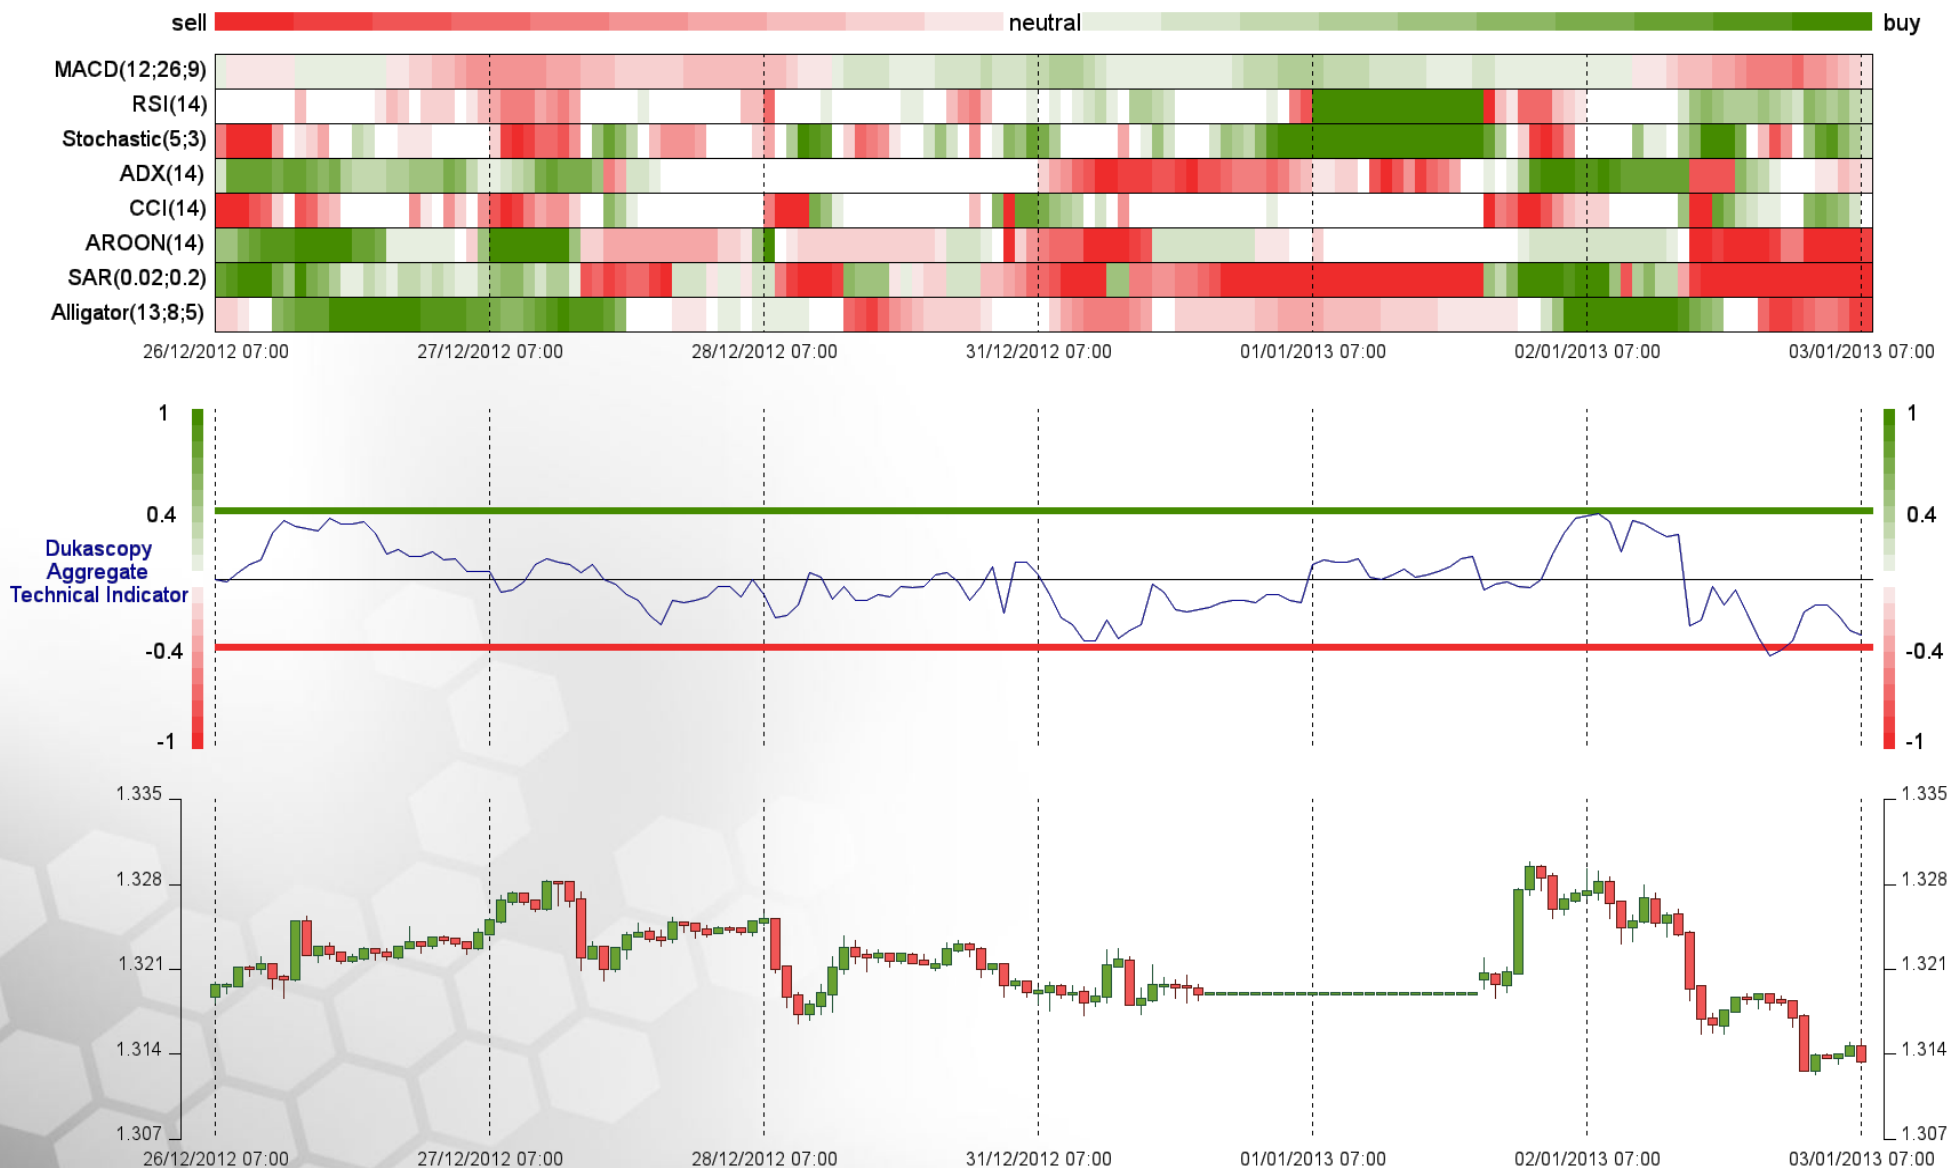 sell neutral buy
MACD(12;26;9)
RSI(14)
Stochastic(5;3)
ADX(14)
CCI(14)
AROON(14)
SAR(0.02;0.2)
Alligator(13;8;5)
26/12/2012 07:00 27/12/2012 07:00 28/12/2012 07:00 31/12/2012 07:00 01/01/2013 07:00 02/01/2013 07:00 03/01/2013 07:00
1 1
0.4 0.4
Dukascopy
Aggregate
Technical Indicator
-0.4 -0.4
-1 -1
1.335 1.335
1.328 1.328
1.321 1.321
1.314 1.314
1.307 1.307
26/12/2012 07:00 27/12/2012 07:00 28/12/2012 07:00 31/12/2012 07:00 01/01/2013 07:00 02/01/2013 07:00 03/01/2013 07:00